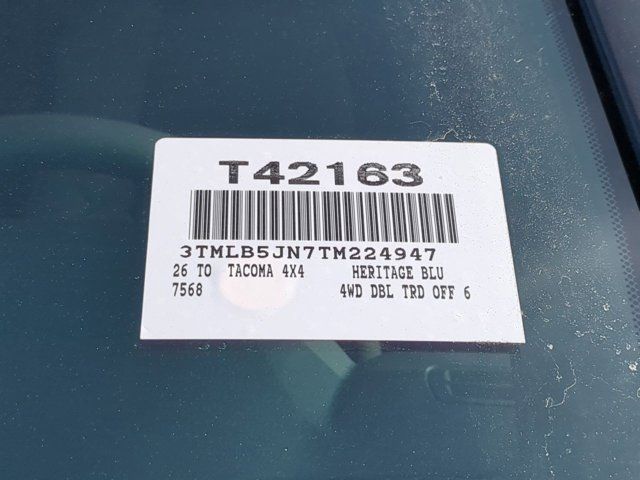 T42163
3TMLB5JN7TM224947
26 TO TACOMA 4X4 HERITAGE BLU
7568 4WD DBL TRD OFF 6